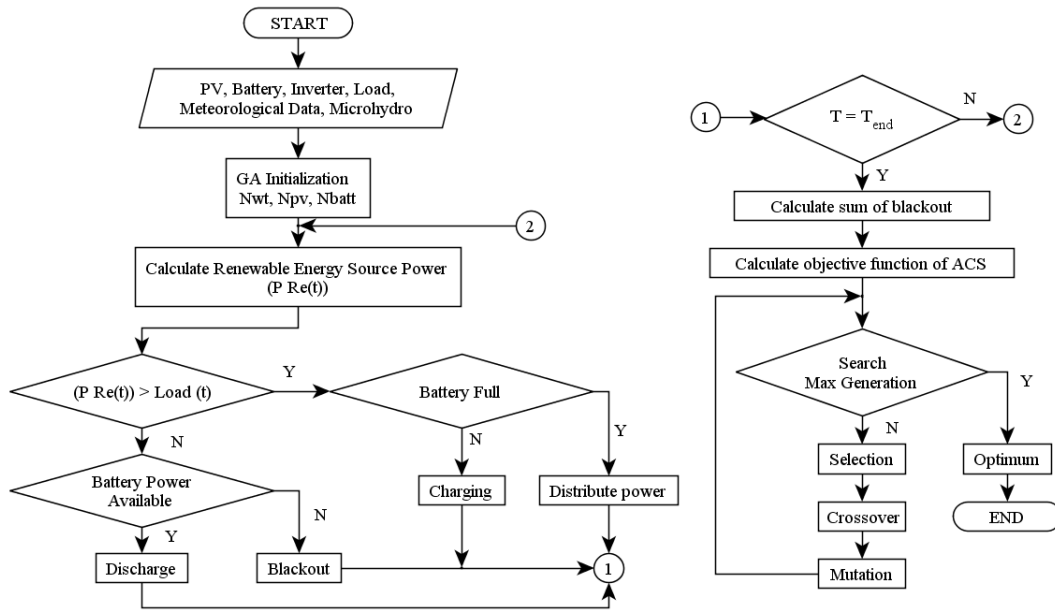 START
PV, Battery, Inverter, Load,
Meteorological Data, Microhydro
GA Initialization
Nwt, Npv, Nbatt
2
Calculate Renewable Energy Source Power
(P Re(t))
(P Re(t)) > Load (t)
Y
Battery Full
N
N
Y
Battery Power
Available
Charging
Distribute power
N
Y
Discharge
Blackout
1
1
T = Tend
N
2
Y
Calculate sum of blackout
Calculate objective function of ACS
Search
Max Generation
Y
N
Selection
Optimum
Crossover
END
Mutation